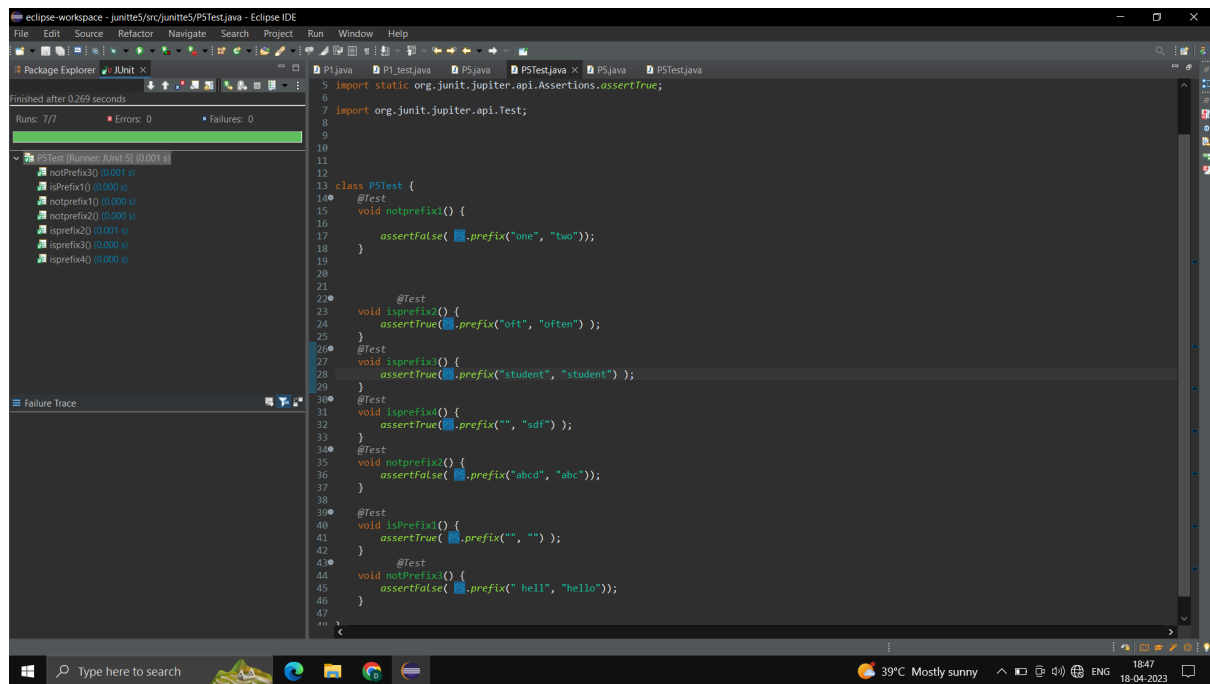 eclipse-workspace - junitte5/src/junitte5/P5Test.java - Eclipse IDE
File Edit Source Refactor Navigate Search Project Run Window Help
Package Explorer JUnit ×
P1.java P1_test.java P5.java P5Test.java × P5.java P5Test.java
Finished after 0.269 seconds
Runs: 7/7 Errors: 0 Failures: 0
P5Test [Runner: JUnit 5] (0.001 s)
notPrefix3() (0.001 s)
isPrefix1() (0.000 s)
notprefix1() (0.000 s)
notprefix2() (0.000 s)
isprefix2() (0.001 s)
isprefix3() (0.000 s)
isprefix4() (0.000 s)
Failure Trace
5 import static org.junit.jupiter.api.Assertions.assertTrue;
6
7 import org.junit.jupiter.api.Test;
8
9
10
11
12
13 class P5Test {
14 @Test
15 void notprefix1() {
16
17 assertFalse( P5.prefix("one", "two"));
18 }
19
20
21
22 @Test
23 void isprefix2() {
24 assertTrue(P5.prefix("oft", "often") );
25 }
26 @Test
27 void isprefix3() {
28 assertTrue(P5.prefix("student", "student") );
29 }
30 @Test
31 void isprefix4() {
32 assertTrue(P5.prefix("", "sdf") );
33 }
34 @Test
35 void notprefix2() {
36 assertFalse( P5.prefix("abcd", "abc"));
37 }
38
39 @Test
40 void isPrefix1() {
41 assertTrue( P5.prefix("", "") );
42 }
43 @Test
44 void notPrefix3() {
45 assertFalse( P5.prefix(" hell", "hello"));
46 }
47
48 }
Type here to search
39°C Mostly sunny
ENG
18:47
18-04-2023